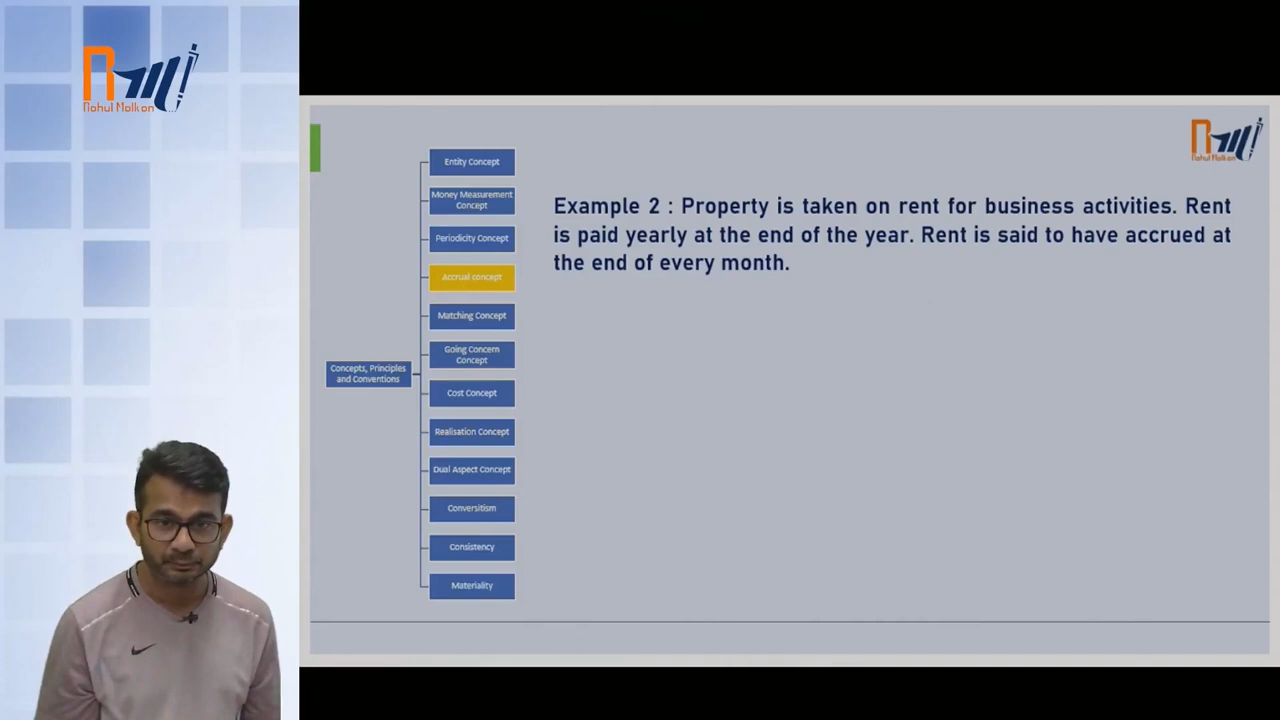 Rahul Malkan
Rahul Malkan
Entity Concept
Money Measurement
Concept
Periodicity Concept
Accrual concept
Matching Concept
Going Concern
Concept
Concepts, Principles
and Conventions
Cost Concept
Realisation Concept
Dual Aspect Concept
Conversitism
Consistency
Materiality
Example 2 : Property is taken on rent for business activities. Rent
is paid yearly at the end of the year. Rent is said to have accrued at
the end of every month.